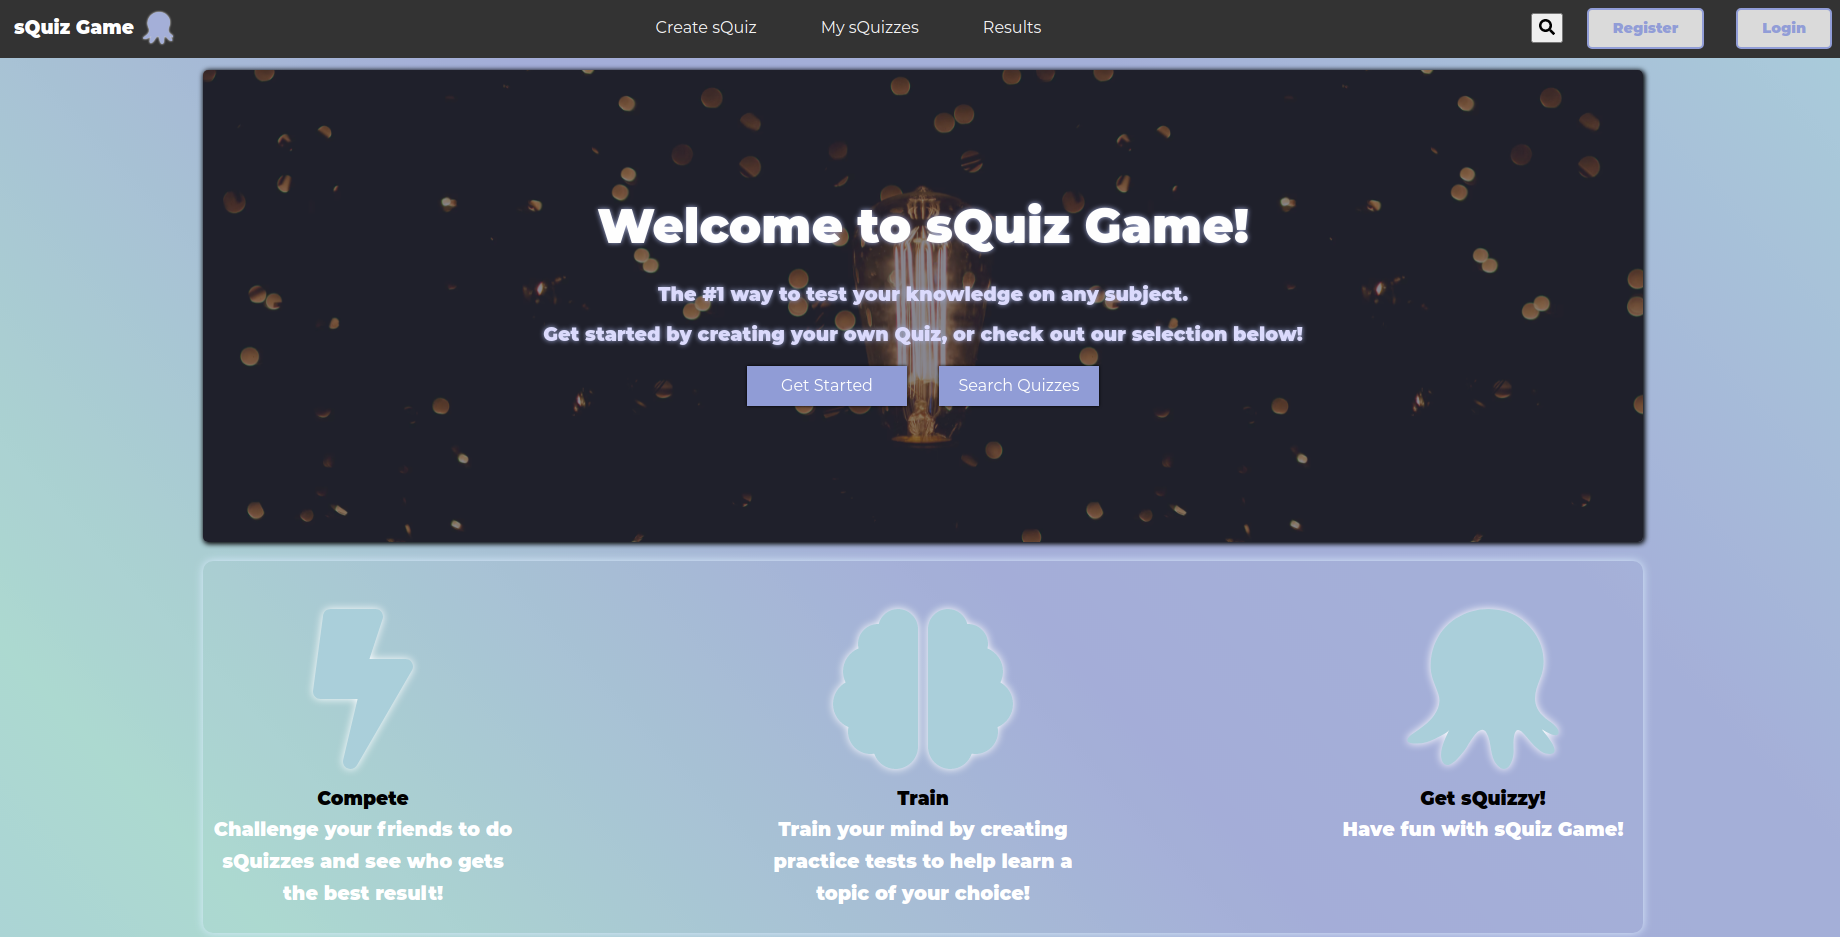 sQuiz Game
Create sQuiz
My sQuizzes
Results
Register
Login
Welcome to sQuiz Game!
The #1 way to test your knowledge on any subject.
Get started by creating your own Quiz, or check out our selection below!
Get Started
Search Quizzes
Compete
Challenge your friends to do
sQuizzes and see who gets
the best result!
Train
Train your mind by creating
practice tests to help learn a
topic of your choice!
Get sQuizzy!
Have fun with sQuiz Game!